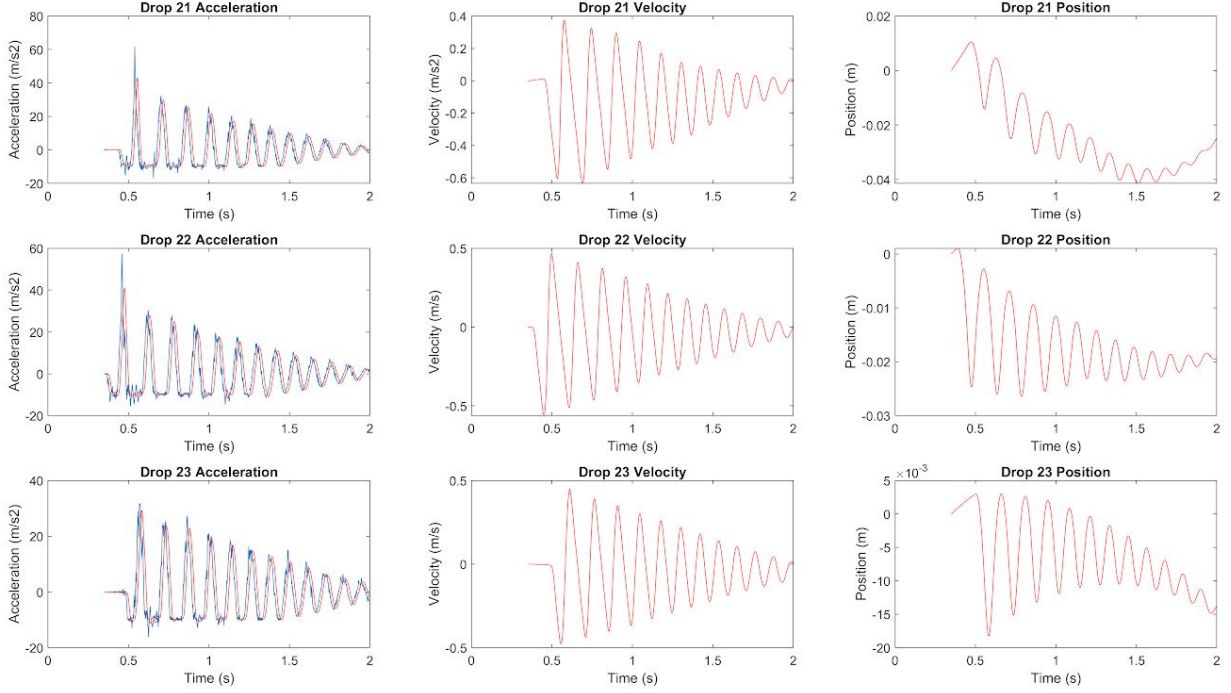 Drop 21 Acceleration
80
60
40
20
0
-20
Acceleration (m/s2)
0 0.5 1 1.5 2
Time (s)
Drop 21 Velocity
0.4
0.2
0
-0.2
-0.4
-0.6
Velocity (m/s2)
0 0.5 1 1.5 2
Time (s)
Drop 21 Position
0.02
0
-0.02
-0.04
Position (m)
0 0.5 1 1.5 2
Time (s)
Drop 22 Acceleration
60
40
20
0
-20
Acceleration (m/s2)
0 0.5 1 1.5 2
Time (s)
Drop 22 Velocity
0.5
0
-0.5
Velocity (m/s)
0 0.5 1 1.5 2
Time (s)
Drop 22 Position
0
-0.01
-0.02
-0.03
Position (m)
0 0.5 1 1.5 2
Time (s)
Drop 23 Acceleration
40
20
0
-20
Acceleration (m/s2)
0 0.5 1 1.5 2
Time (s)
Drop 23 Velocity
0.5
0
-0.5
Velocity (m/s)
0 0.5 1 1.5 2
Time (s)
Drop 23 Position
×10⁻³
5
0
-5
-10
-15
-20
Position (m)
0 0.5 1 1.5 2
Time (s)